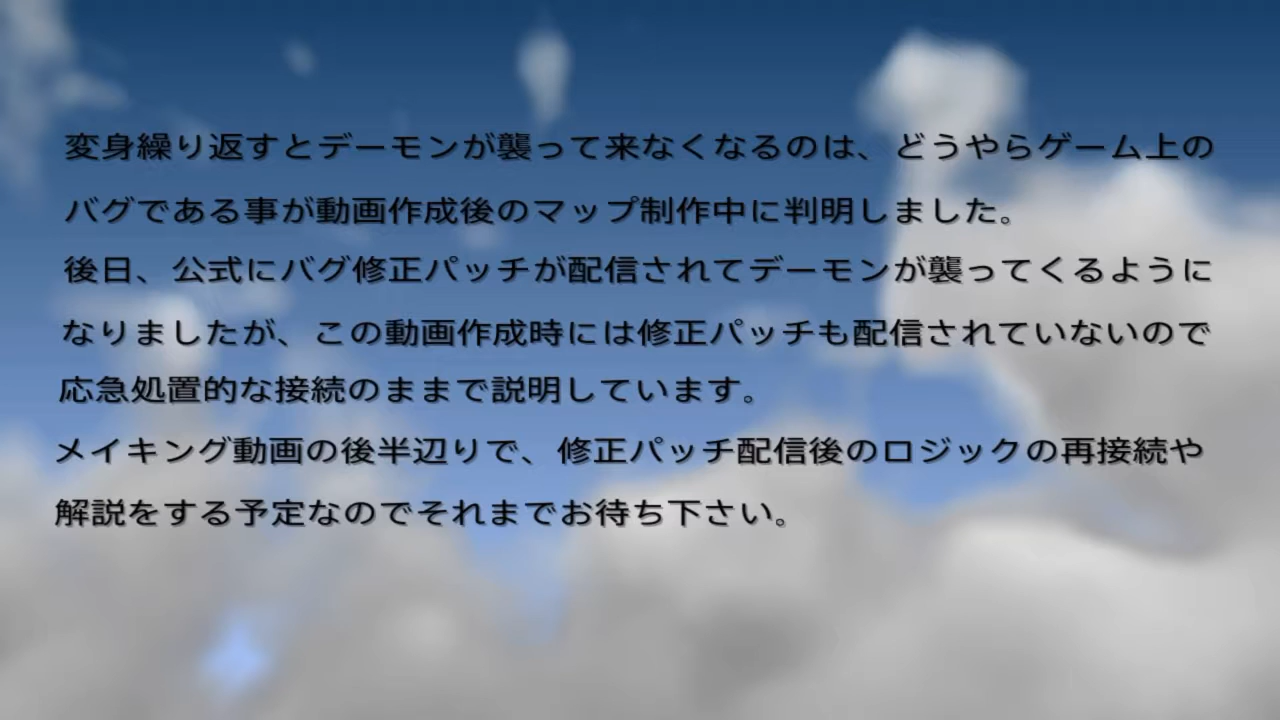 変身繰り返すとデーモンが襲って来なくなるのは、どうやらゲーム上の
バグである事が動画作成後のマップ制作中に判明しました。
後日、公式にバグ修正パッチが配信されてデーモンが襲ってくるように
なりましたが、この動画作成時には修正パッチも配信されていないので
応急処置的な接続のままで説明しています。
メイキング動画の後半辺りで、修正パッチ配信後のロジックの再接続や
解説をする予定なのでそれまでお待ち下さい。